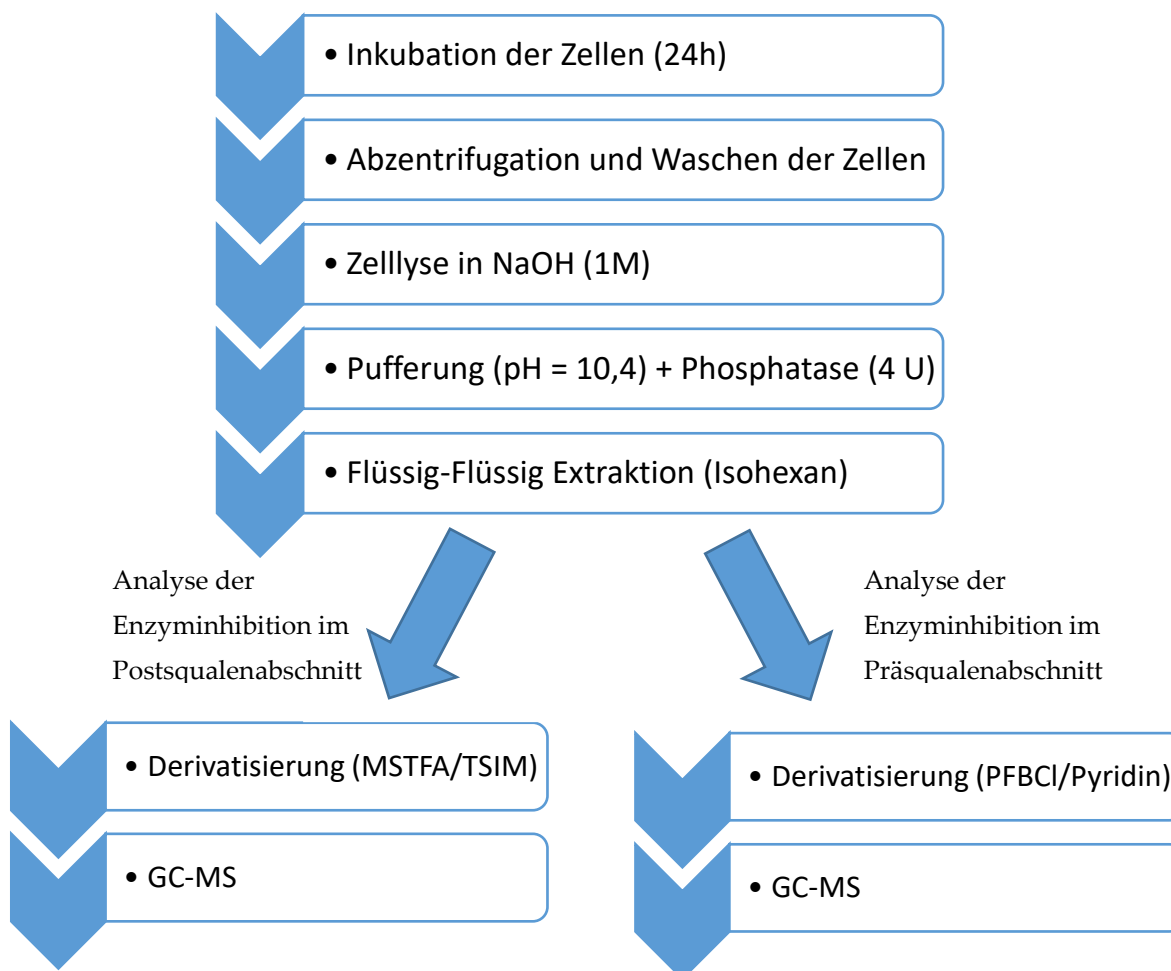 • Inkubation der Zellen (24h)
• Abzentrifugation und Waschen der Zellen
• Zelllyse in NaOH (1M)
• Pufferung (pH = 10,4) + Phosphatase (4 U)
• Flüssig-Flüssig Extraktion (Isohexan)
Analyse der
Enzyminhibition im
Postsqualenabschnitt
Analyse der
Enzyminhibition im
Präsqualenabschnitt
• Derivatisierung (MSTFA/TSIM)
• GC-MS
• Derivatisierung (PFBCl/Pyridin)
• GC-MS